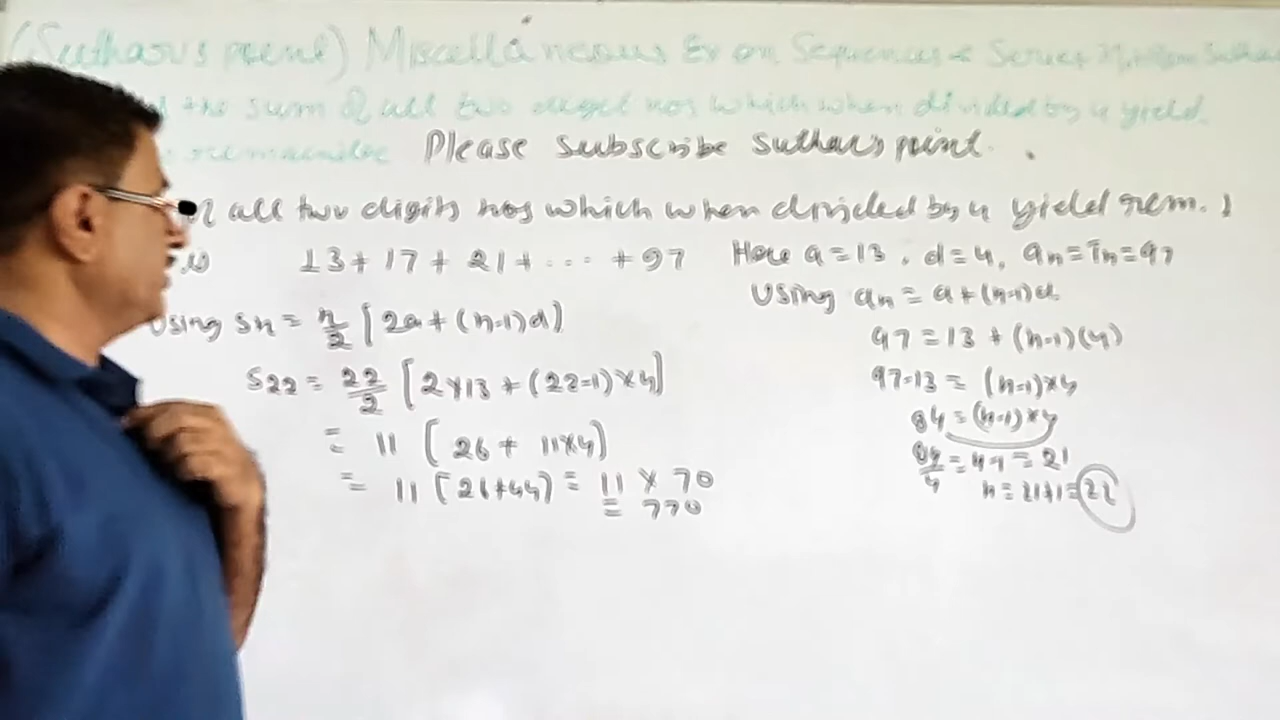 (Suthar's point) Miscellaneous Ex on Sequences & Series
the sum of all two digit nos which when divided by 4 yield
remainder Please subscribe Suthar's point.
of all two digits nos which when divided by 4 yield rem. 1
13 + 17 + 21 + ... + 97 Here a = 13, d = 4, an = Tn = 97
Using an = a + (n-1)d
Using Sn = n/2 [2a + (n-1)d]
97 = 13 + (n-1)(4)
S22 = 22/2 [2×13 + (22-1)×4]
97-13 = (n-1)×4
84 = (n-1)×4
= 11 [26 + 11×4)
84/4 = n-1 = 21
= 11 [26+44) = 11 × 70
n = 21+1 = 22
= 770